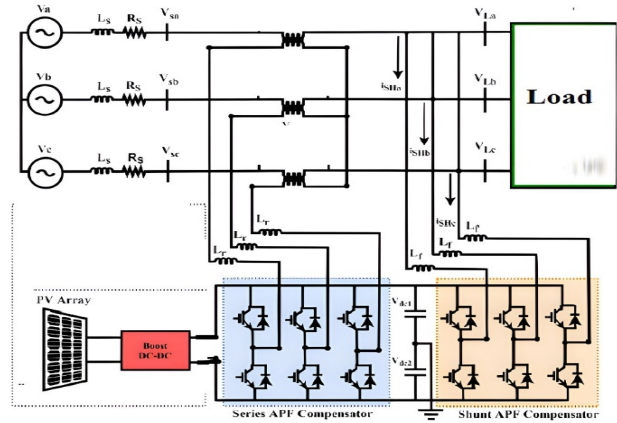 Va
Ls
Rs
Vsa
VLa
iSHa
Vb
Ls
Rs
Vsb
VLb
Load
iSHb
Vc
Ls
Rs
Vsc
VLc
iSHc
Lr
Lr
Lr
Lf
Lf
Lf
PV Array
Boost
DC-DC
Vdc1
Vdc2
Series APF Compensator
Shunt APF Compensator